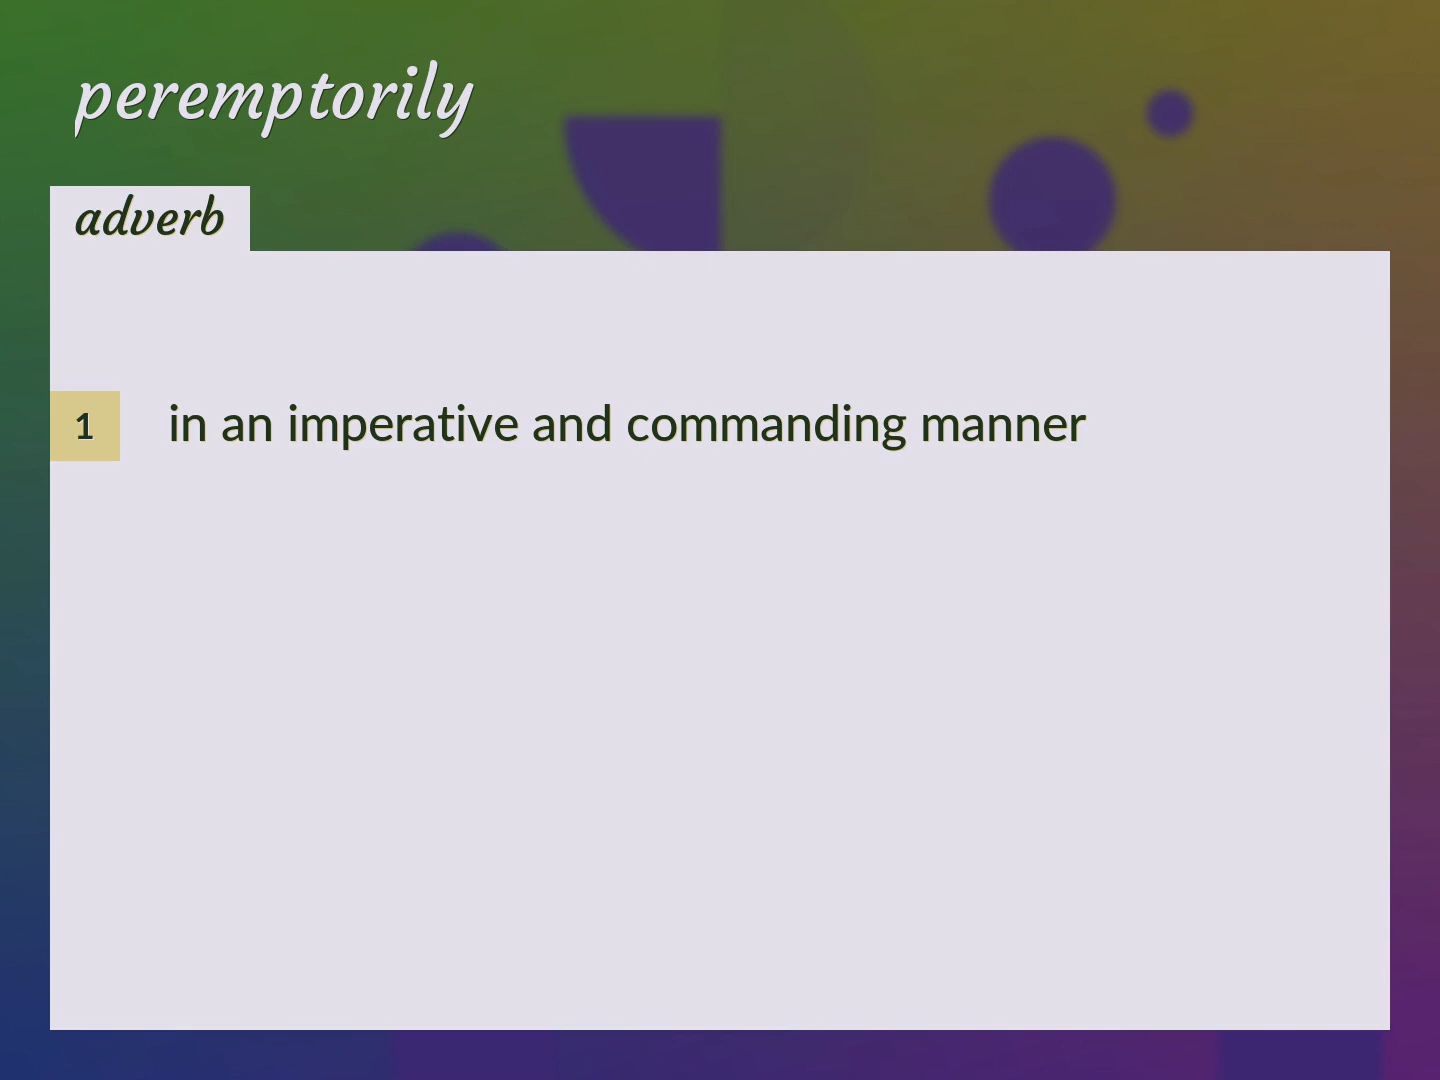 peremptorily
adverb
1 in an imperative and commanding manner